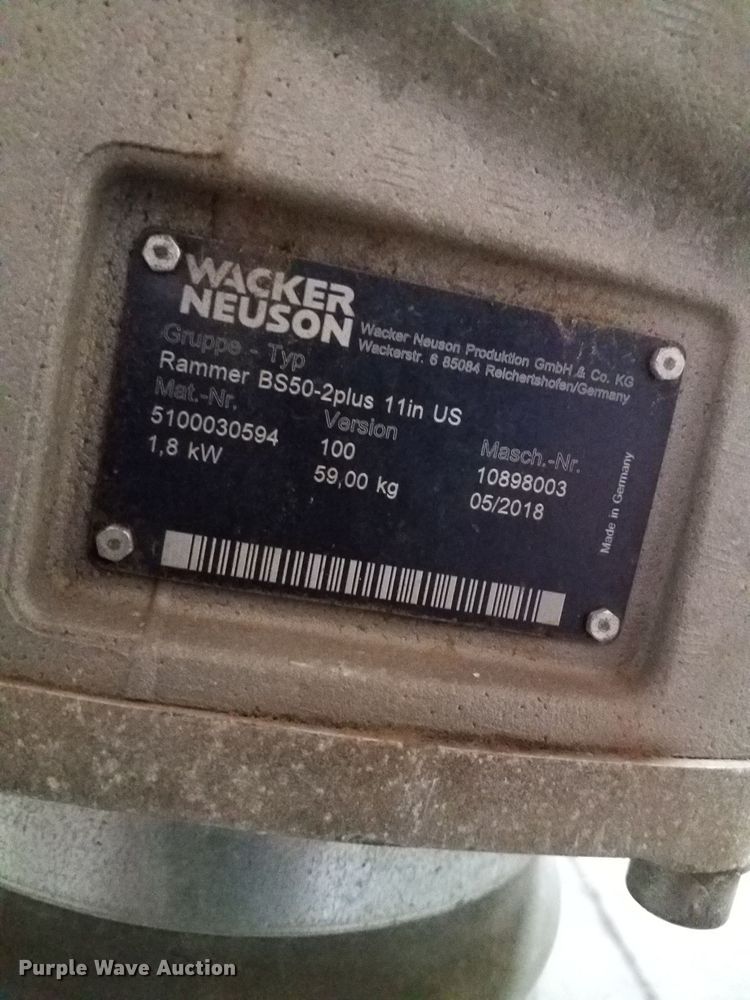 WACKER
NEUSON
Wacker Neuson Produktion GmbH & Co. KG
Wackerstr. 6 85084 Reichertshofen/Germany
Gruppe - Typ
Rammer BS50-2plus 11in US
Mat.-Nr. Version Masch.-Nr.
5100030594 100 10898003
1,8 kW 59,00 kg 05/2018
Made in Germany
Purple Wave Auction